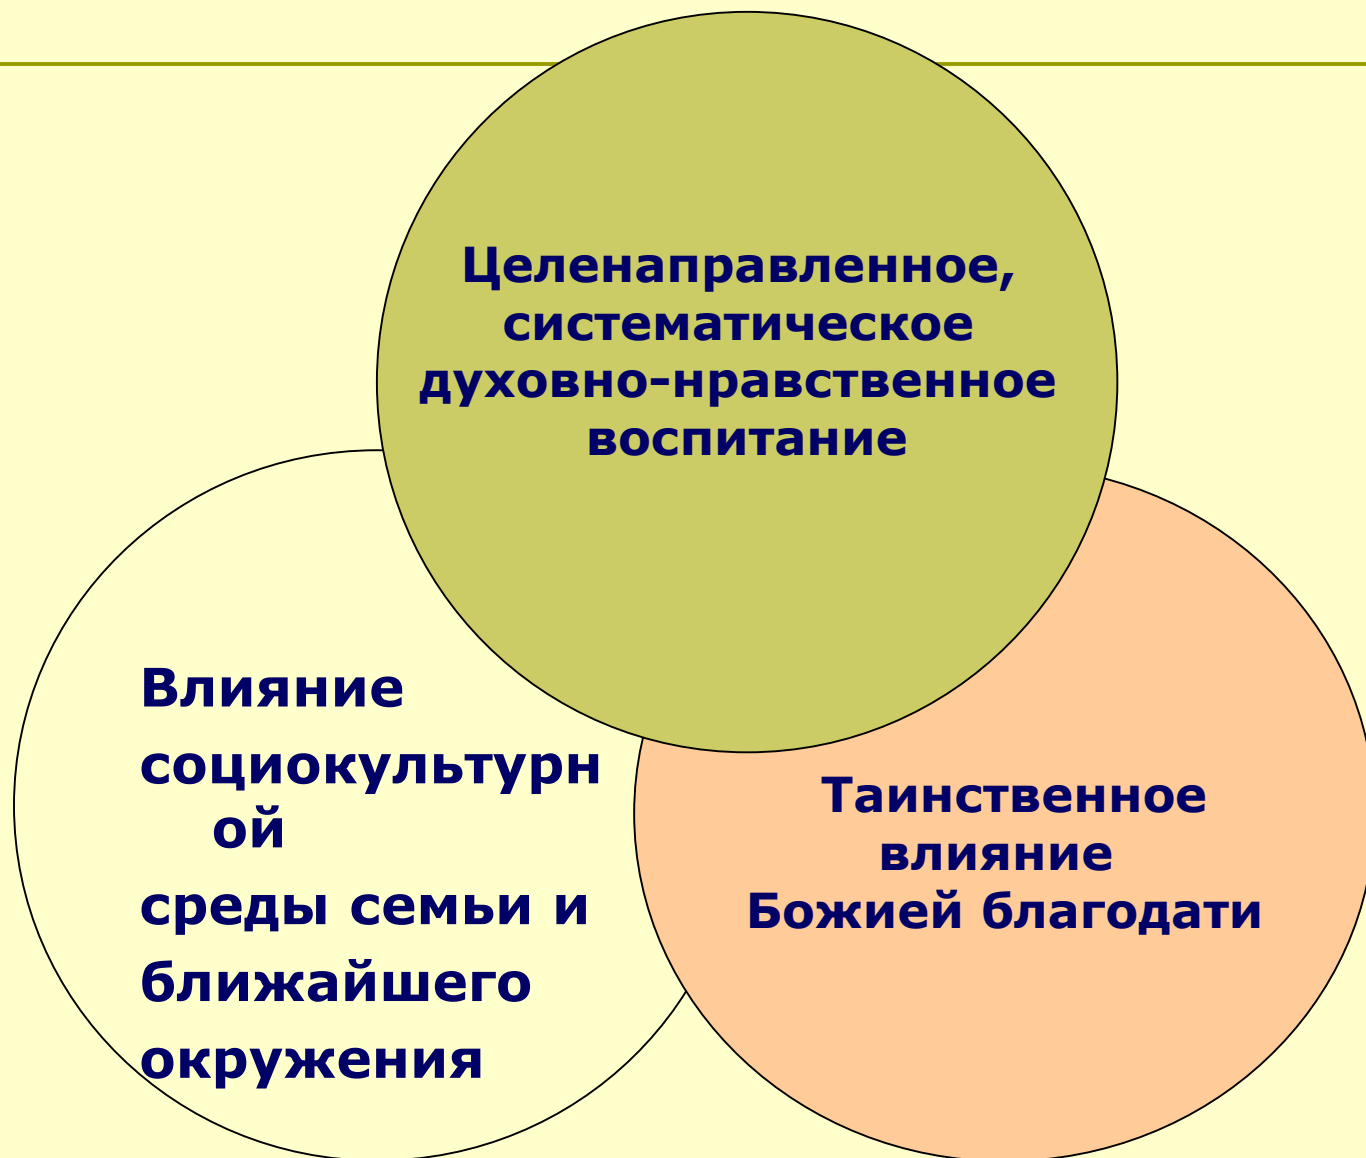 Целенаправленное,
систематическое
духовно-нравственное
воспитание
Влияние
социокультурн
ой
среды семьи и
ближайшего
окружения
Таинственное
влияние
Божией благодати